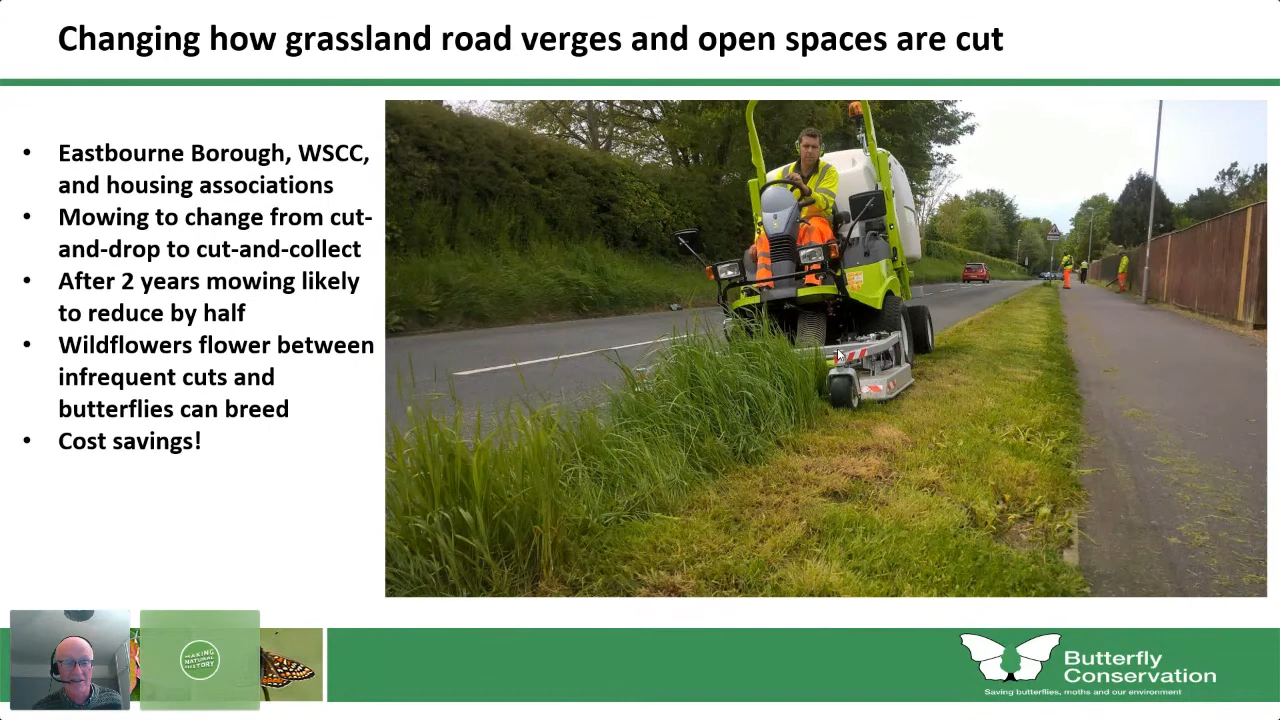 Changing how grassland road verges and open spaces are cut
• Eastbourne Borough, WSCC,
and housing associations
• Mowing to change from cut-
and-drop to cut-and-collect
• After 2 years mowing likely
to reduce by half
• Wildflowers flower between
infrequent cuts and
butterflies can breed
• Cost savings!
MAKING
NATURAL
HISTORY
Butterfly
Conservation
Saving butterflies, moths and our environment